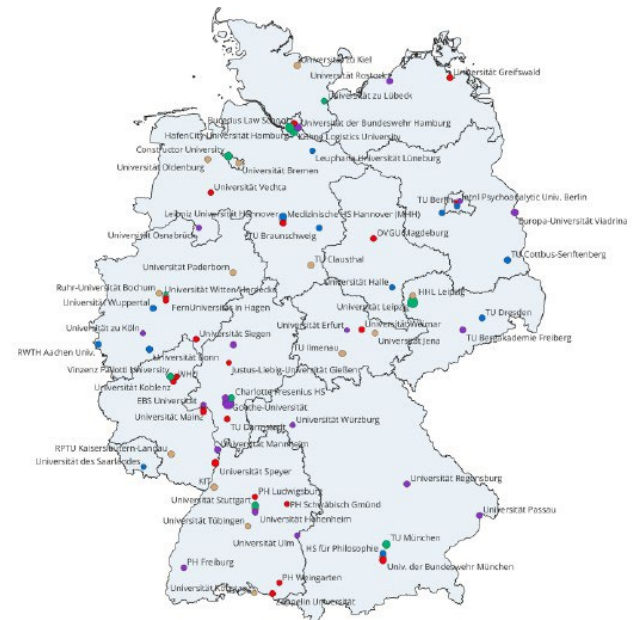 Universität zu Kiel
Universität Rostock
Universität Greifswald
Universität zu Lübeck
Bucerius Law School
Universität der Bundeswehr Hamburg
HafenCity Universität Hamburg
Kühne Logistics University
Constructor University
Leuphana Universität Lüneburg
Universität Oldenburg
Universität Bremen
Universität Vechta
TU Berlin
Intnl Psychoanalytic Univ. Berlin
Leibniz Universität Hannover
Medizinische HS Hannover (MHH)
Europa-Universität Viadrina
Universität Osnabrück
TU Braunschweig
OVGU Magdeburg
TU Clausthal
TU Cottbus-Senftenberg
Universität Paderborn
Ruhr-Universität Bochum
Universität Witten/Herdecke
Universität Halle
HHL Leipzig
Universität Wuppertal
FernUniversität in Hagen
Universität Leipzig
TU Dresden
Universität zu Köln
Universität Siegen
Universität Erfurt
Universität Weimar
TU Bergakademie Freiberg
RWTH Aachen Univ.
Universität Bonn
TU Ilmenau
Universität Jena
Vinzenz Pallotti University
WHU
Justus-Liebig-Universität Gießen
Universität Koblenz
Charlotte Fresenius HS
EBS Universität
Goethe-Universität
Universität Mainz
TU Darmstadt
Universität Würzburg
RPTU Kaiserslautern-Landau
Universität Mannheim
Universität des Saarlandes
Universität Speyer
Universität Regensburg
KIT
PH Ludwigsburg
Universität Stuttgart
PH Schwäbisch Gmünd
Universität Passau
Universität Tübingen
Universität Hohenheim
Universität Ulm
TU München
HS für Philosophie
PH Freiburg
Univ. der Bundeswehr München
PH Weingarten
Universität Konstanz
Zeppelin Universität